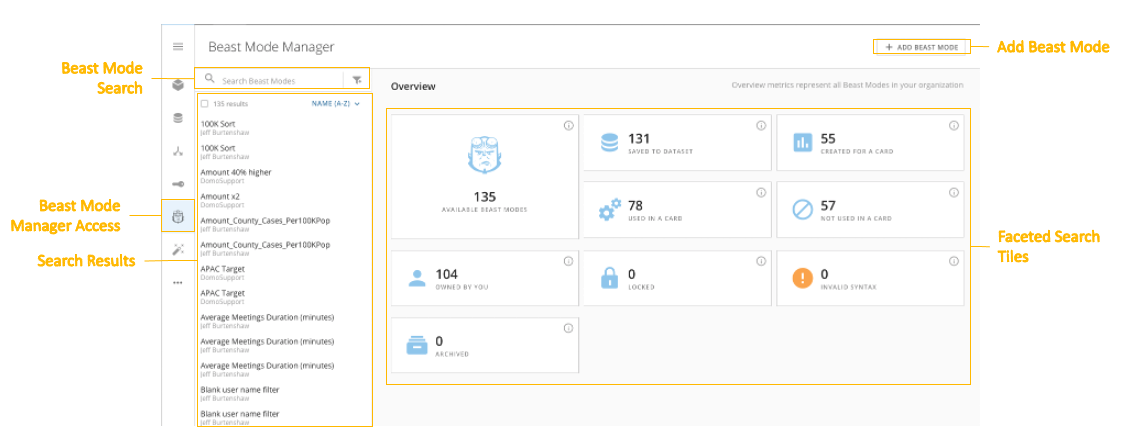 Beast Mode Manager
+ ADD BEAST MODE
Add Beast Mode
Beast Mode
Search
Search Beast Modes
Overview
Overview metrics represent all Beast Modes in your organization
135 results
NAME (A-Z)
100K Sort
Jeff Burtenshaw
100K Sort
Jeff Burtenshaw
Amount 40% higher
DomoSupport
Amount x2
DomoSupport
Amount_County_Cases_Per100KPop
Jeff Burtenshaw
Amount_County_Cases_Per100KPop
Jeff Burtenshaw
APAC Target
DomoSupport
APAC Target
DomoSupport
Average Meetings Duration (minutes)
Jeff Burtenshaw
Average Meetings Duration (minutes)
Jeff Burtenshaw
Average Meetings Duration (minutes)
Jeff Burtenshaw
Blank user name filter
Jeff Burtenshaw
Blank user name filter
Jeff Burtenshaw
Beast Mode
Manager Access
Search Results
135
AVAILABLE BEAST MODES
131
SAVED TO DATASET
55
CREATED FOR A CARD
78
USED IN A CARD
57
NOT USED IN A CARD
104
OWNED BY YOU
0
LOCKED
0
INVALID SYNTAX
0
ARCHIVED
Faceted Search
Tiles